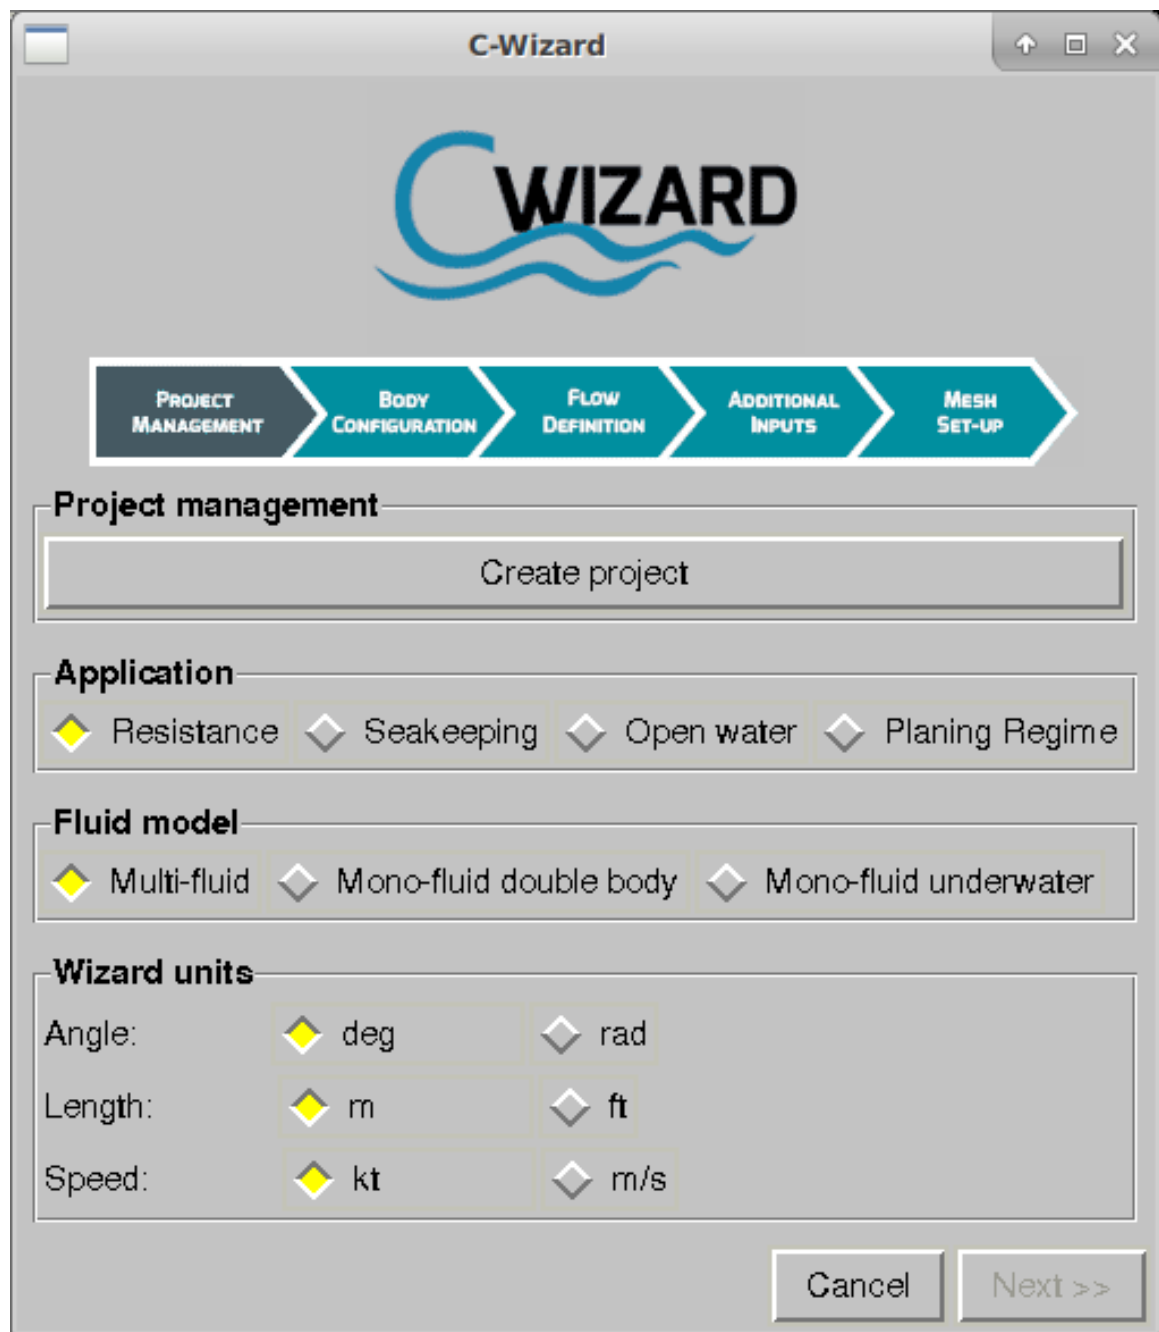 C-Wizard
CWIZARD
PROJECT
MANAGEMENT
BODY
CONFIGURATION
FLOW
DEFINITION
ADDITIONAL
INPUTS
MESH
SET-UP
Project management
Create project
Application
Resistance Seakeeping Open water Planing Regime
Fluid model
Multi-fluid Mono-fluid double body Mono-fluid underwater
Wizard units
Angle: deg rad
Length: m ft
Speed: kt m/s
Cancel Next >>